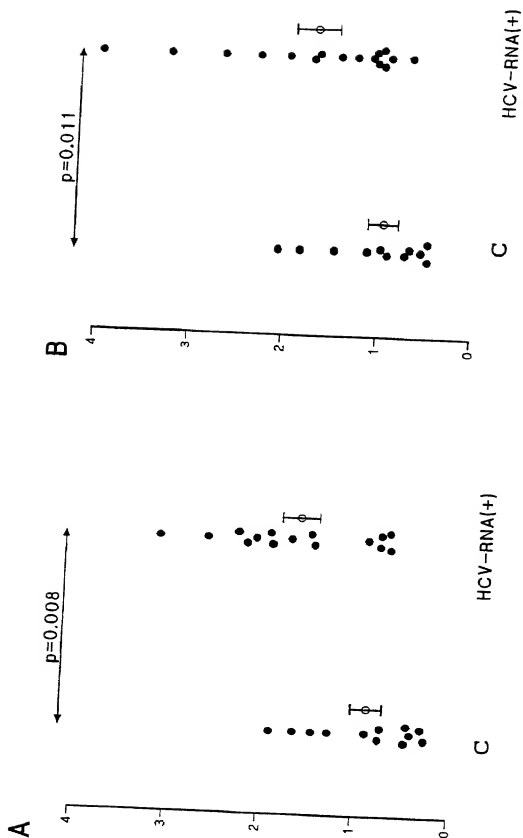 A
p=0.008
4
3
2
1
0
C
HCV-RNA(+)
B
p=0.011
4
3
2
1
0
C
HCV-RNA(+)